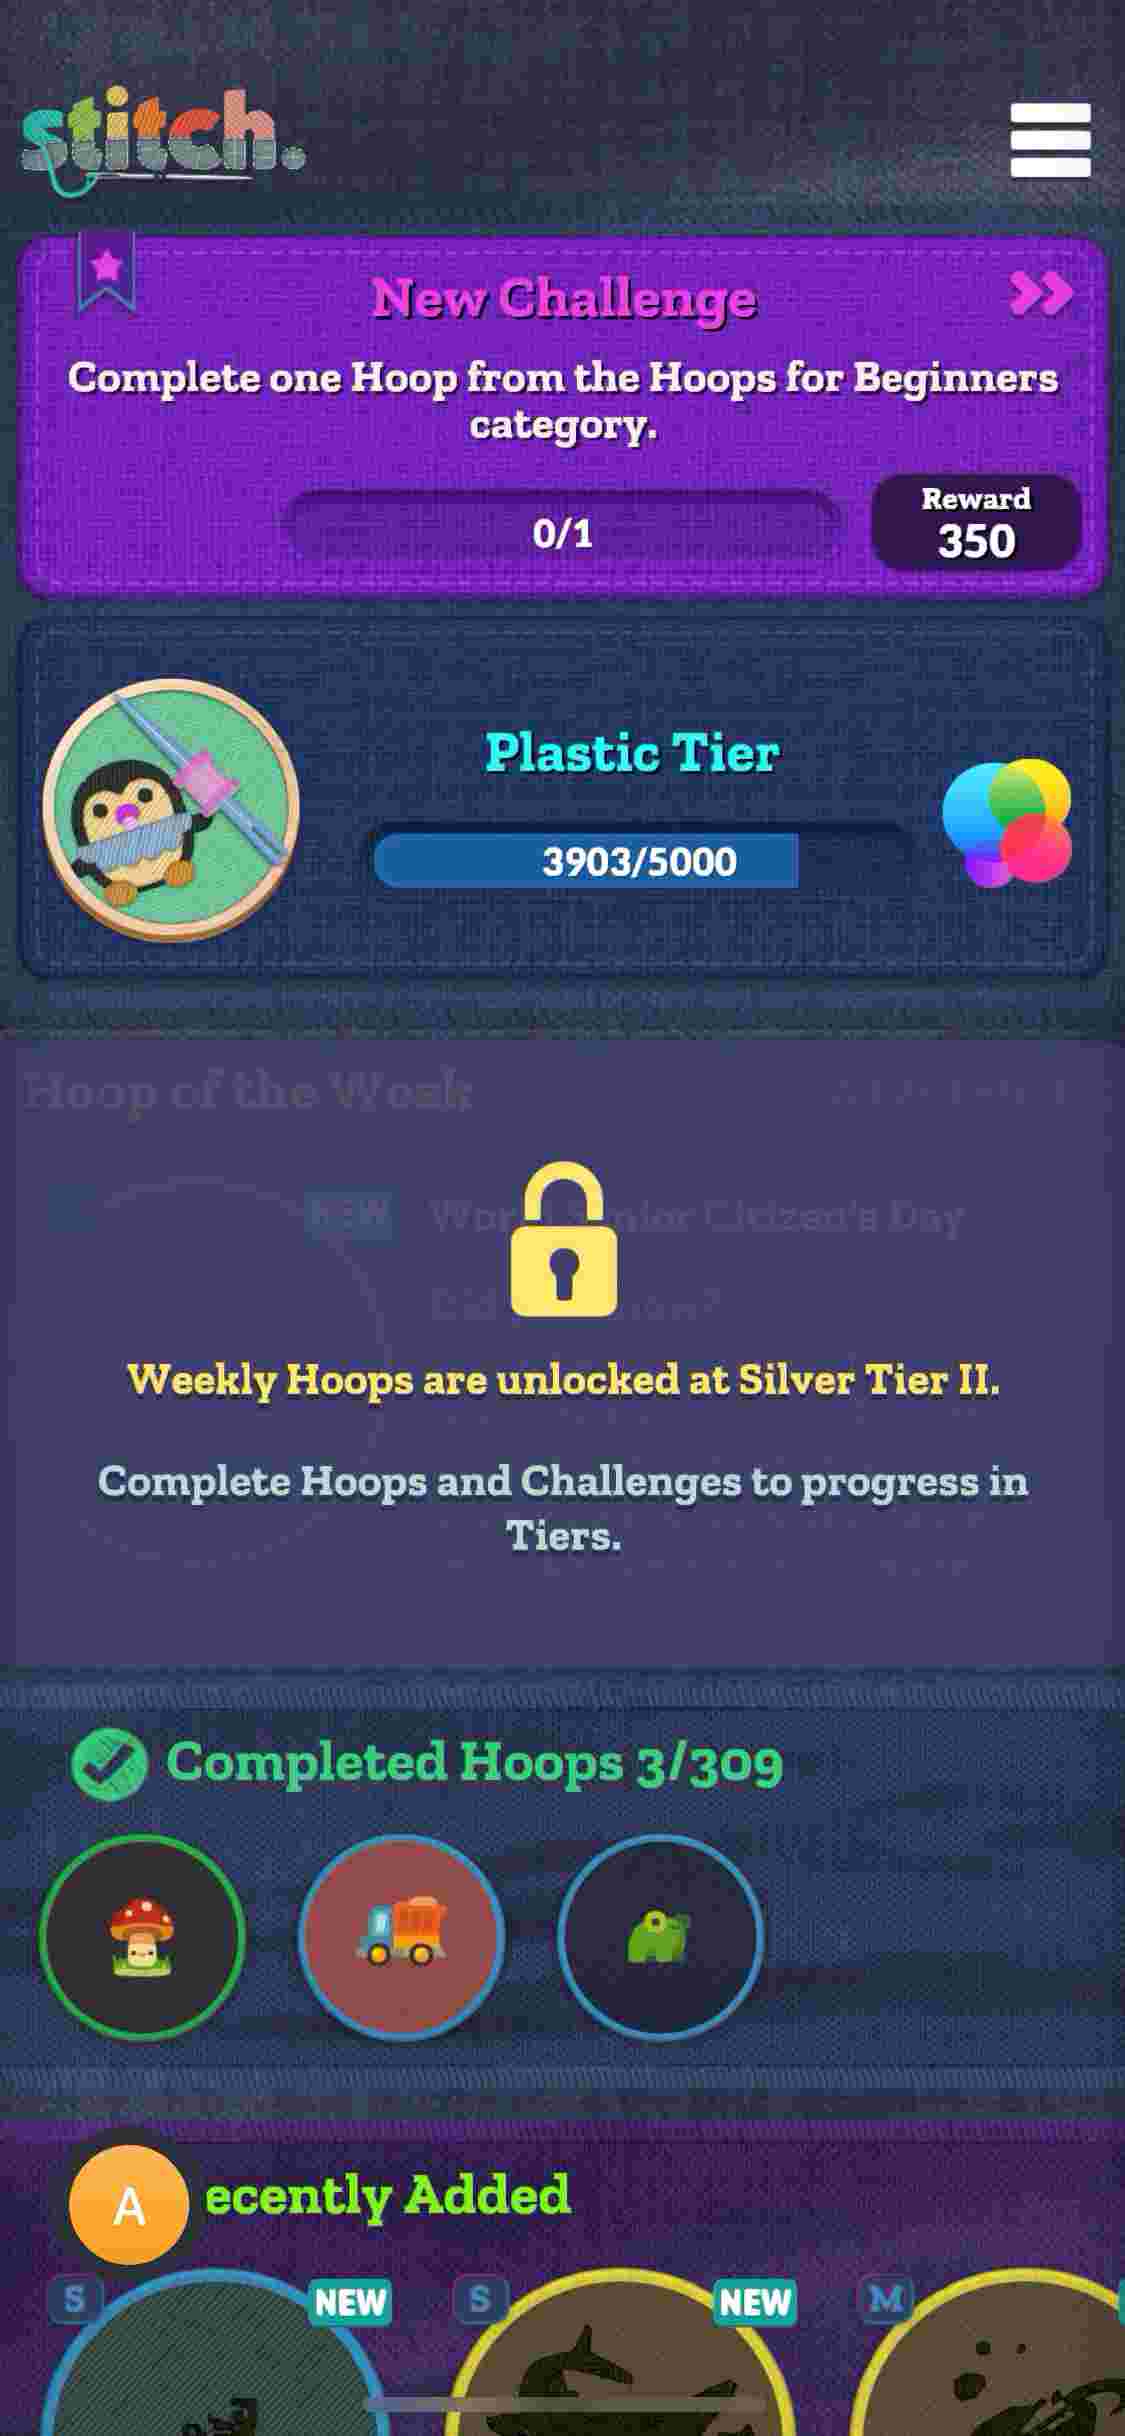 stitch.
New Challenge
Complete one Hoop from the Hoops for Beginners
category.
0/1
Reward
350
Plastic Tier
3903/5000
Hoop of the Week
NEW
World Senior Citizen's Day
Weekly Hoops are unlocked at Silver Tier II.
Complete Hoops and Challenges to progress in
Tiers.
Completed Hoops 3/309
A
ecently Added
S
NEW
S
NEW
M